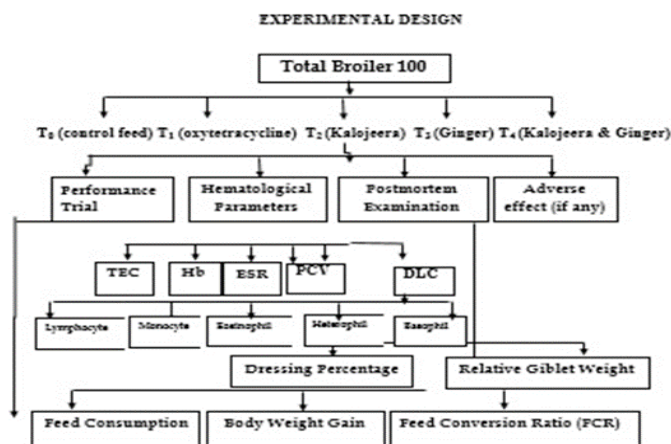 EXPERIMENTAL DESIGN
Total Broiler 100
T0 (control feed) T1 (oxytetracycline) T2 (Kalojeera) T3 (Ginger) T4 (Kalojeera & Ginger)
Performance
Trial
Hematological
Parameters
Postmortem
Examination
Adverse
effect (if any)
TEC
Hb
ESR
PCV
DLC
Lymphacyte
Monocyte
Eosinophil
Heterophil
Basophil
Dressing Percentage
Relative Giblet Weight
Feed Consumption
Body Weight Gain
Feed Conversion Ratio (FCR)